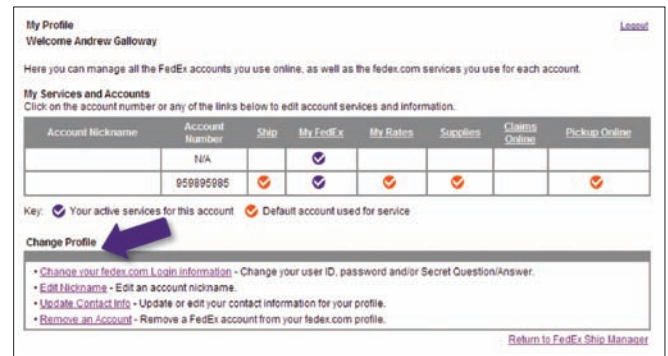 My Profile
Logout
Welcome Andrew Galloway
Here you can manage all the FedEx accounts you use online, as well as the fedex.com services you use for each account.
My Services and Accounts
Click on the account number or any of the links below to edit account services and information.
Account Nickname Account Number Ship My FedEx My Rates Supplies Claims Online Pickup Online
N/A
959895985
Key: Your active services for this account Default account used for service
Change Profile
• Change your fedex.com Login information - Change your user ID, password and/or Secret Question/Answer.
• Edit Nickname - Edit an account nickname.
• Update Contact Info - Update or edit your contact information for your profile.
• Remove an Account - Remove a FedEx account from your fedex.com profile.
Return to FedEx Ship Manager